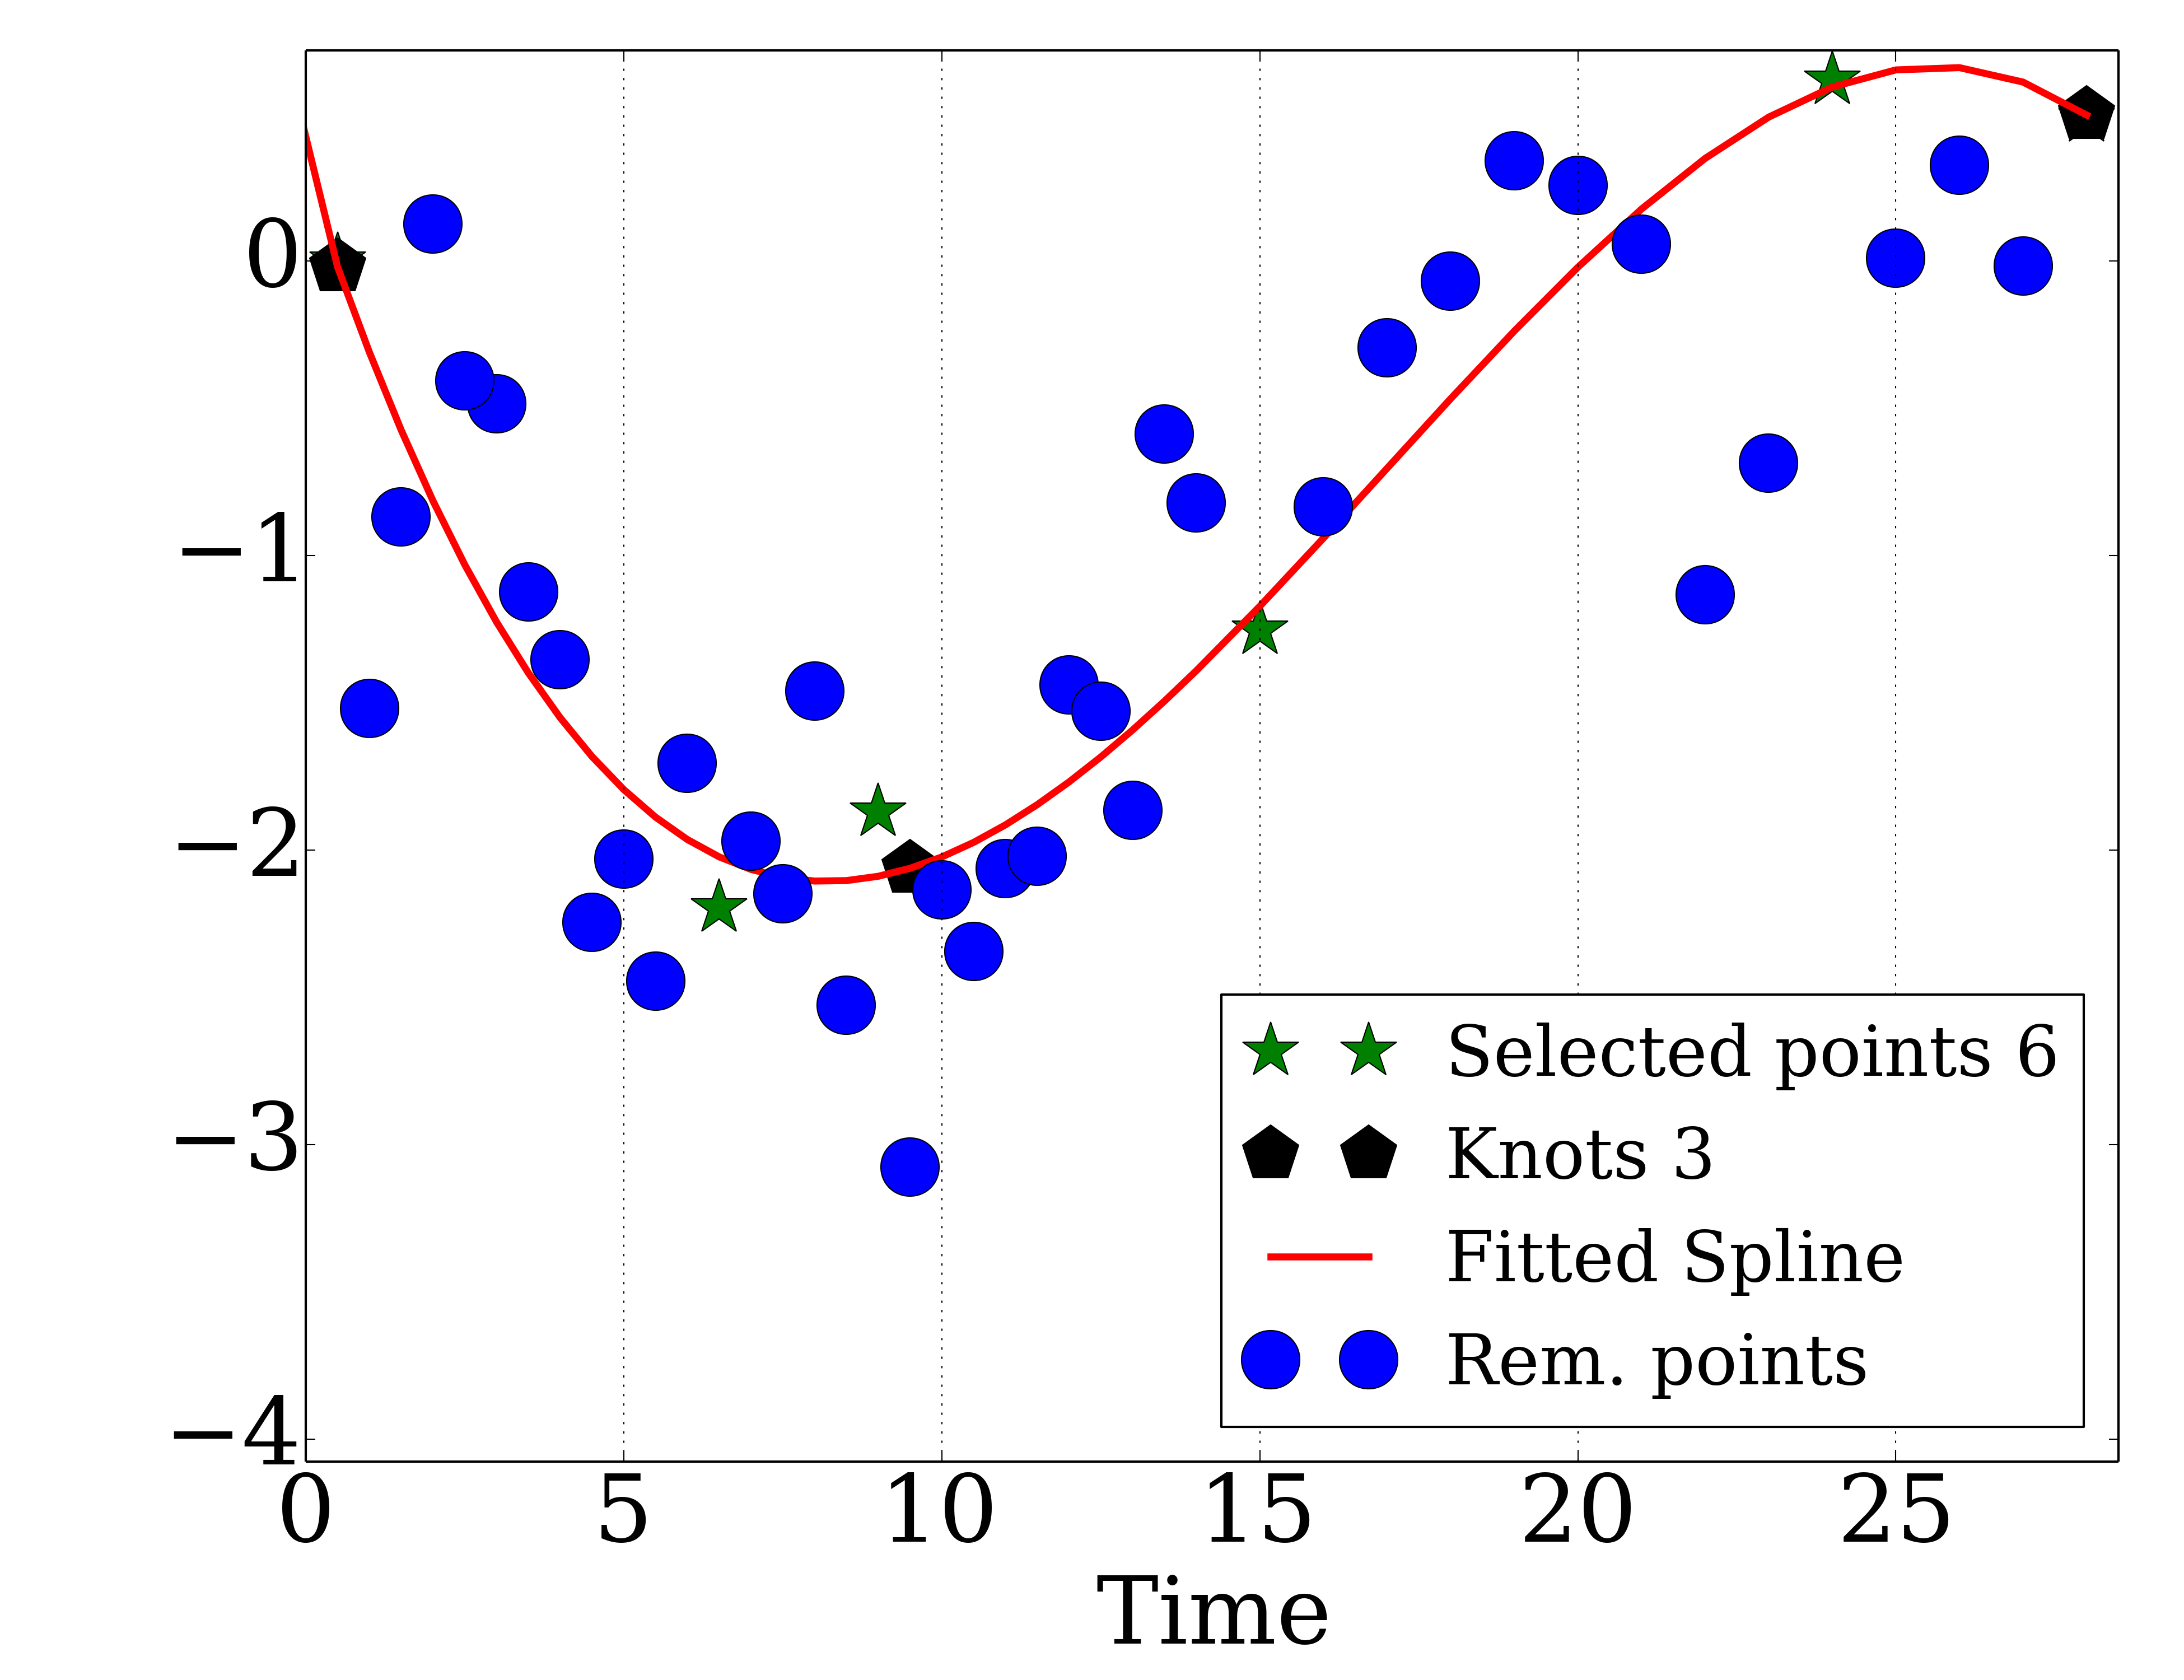 0
−1
−2
−3
−4
0 5 10 15 20 25
Time
Selected points 6
Knots 3
Fitted Spline
Rem. points